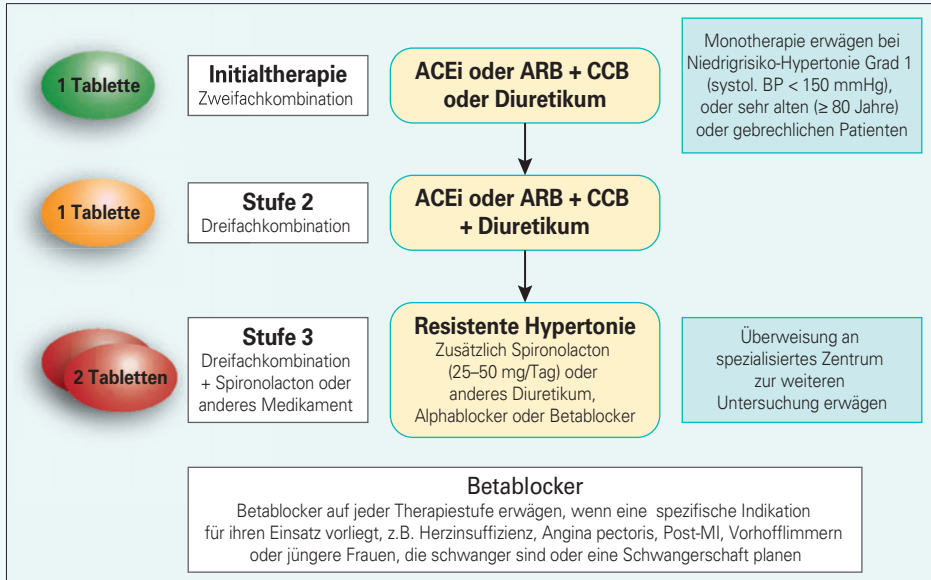 1 Tablette
Initialtherapie
Zweifachkombination
ACEi oder ARB + CCB
oder Diuretikum
Monotherapie erwägen bei
Niedrigrisiko-Hypertonie Grad 1
(systol. BP < 150 mmHg),
oder sehr alten (≥ 80 Jahre)
oder gebrechlichen Patienten
1 Tablette
Stufe 2
Dreifachkombination
ACEi oder ARB + CCB
+ Diuretikum
2 Tabletten
Stufe 3
Dreifachkombination
+ Spironolacton oder
anderes Medikament
Resistente Hypertonie
Zusätzlich Spironolacton
(25–50 mg/Tag) oder
anderes Diuretikum,
Alphablocker oder Betablocker
Überweisung an
spezialisiertes Zentrum
zur weiteren
Untersuchung erwägen
Betablocker
Betablocker auf jeder Therapiestufe erwägen, wenn eine spezifische Indikation
für ihren Einsatz vorliegt, z.B. Herzinsuffizienz, Angina pectoris, Post-MI, Vorhofflimmern
oder jüngere Frauen, die schwanger sind oder eine Schwangerschaft planen